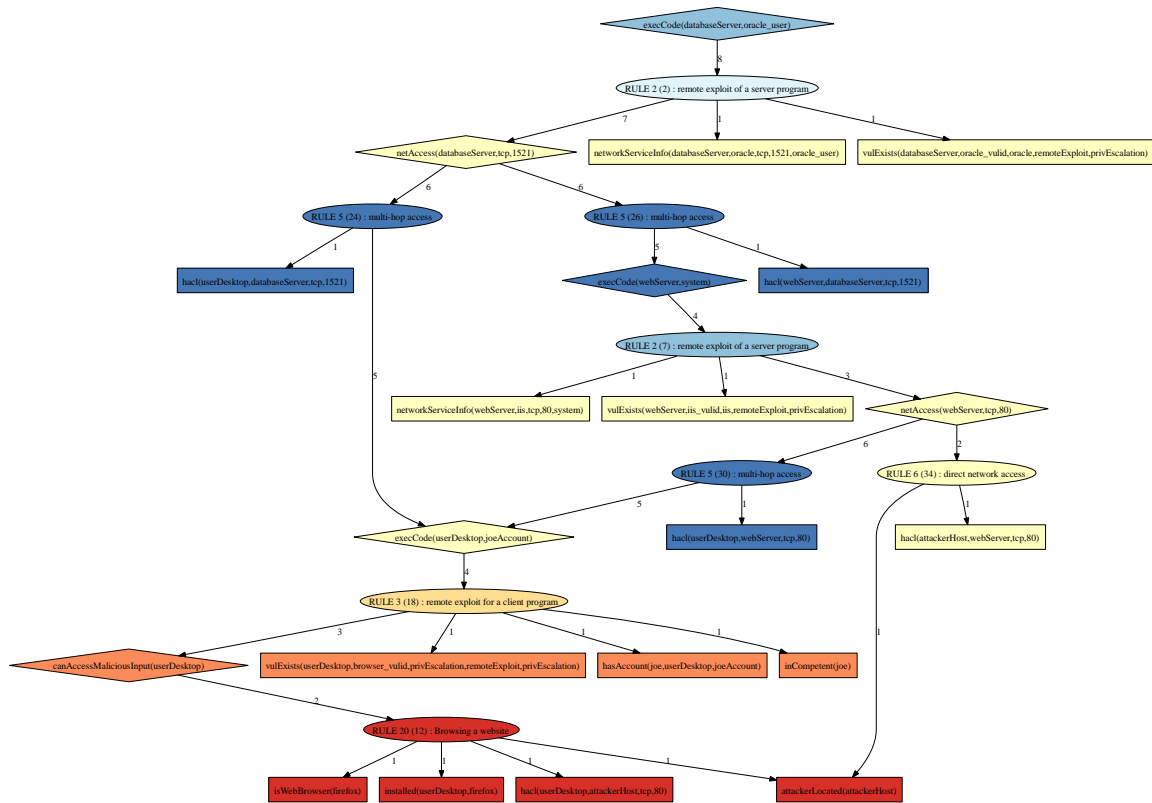 execCode(databaseServer,oracle_user)
8
RULE 2 (2) : remote exploit of a server program
7
1
1
netAccess(databaseServer,tcp,1521)
networkServiceInfo(databaseServer,oracle,tcp,1521,oracle_user)
vulExists(databaseServer,oracle_vulid,oracle,remoteExploit,privEscalation)
6
6
RULE 5 (24) : multi-hop access
RULE 5 (26) : multi-hop access
1
5
1
hacl(userDesktop,databaseServer,tcp,1521)
execCode(webServer,system)
hacl(webServer,databaseServer,tcp,1521)
4
RULE 2 (7) : remote exploit of a server program
5
1
1
3
networkServiceInfo(webServer,iis,tcp,80,system)
vulExists(webServer,iis_vulid,iis,remoteExploit,privEscalation)
netAccess(webServer,tcp,80)
6
2
RULE 5 (30) : multi-hop access
RULE 6 (34) : direct network access
5
1
1
execCode(userDesktop,joeAccount)
hacl(userDesktop,webServer,tcp,80)
hacl(attackerHost,webServer,tcp,80)
4
RULE 3 (18) : remote exploit for a client program
3
1
1
1
1
canAccessMaliciousInput(userDesktop)
vulExists(userDesktop,browser_vulid,privEscalation,remoteExploit,privEscalation)
hasAccount(joe,userDesktop,joeAccount)
inCompetent(joe)
2
RULE 20 (12) : Browsing a website
1
1
1
1
isWebBrowser(firefox)
installed(userDesktop,firefox)
hacl(userDesktop,attackerHost,tcp,80)
attackerLocated(attackerHost)